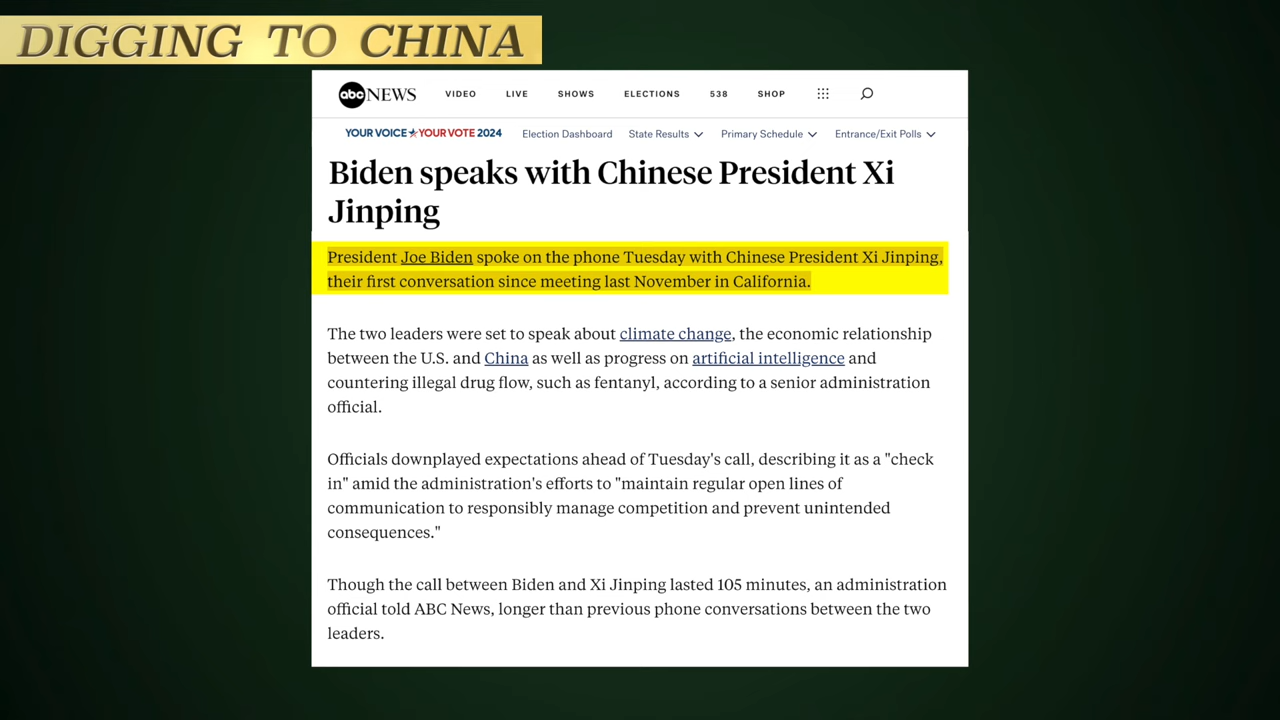 DIGGING TO CHINA
abc NEWS VIDEO LIVE SHOWS ELECTIONS 538 SHOP
YOUR VOICE YOUR VOTE 2024 Election Dashboard State Results Primary Schedule Entrance/Exit Polls
Biden speaks with Chinese President Xi
Jinping
President Joe Biden spoke on the phone Tuesday with Chinese President Xi Jinping,
their first conversation since meeting last November in California.
The two leaders were set to speak about climate change, the economic relationship
between the U.S. and China as well as progress on artificial intelligence and
countering illegal drug flow, such as fentanyl, according to a senior administration
official.
Officials downplayed expectations ahead of Tuesday's call, describing it as a "check
in" amid the administration's efforts to "maintain regular open lines of
communication to responsibly manage competition and prevent unintended
consequences."
Though the call between Biden and Xi Jinping lasted 105 minutes, an administration
official told ABC News, longer than previous phone conversations between the two
leaders.